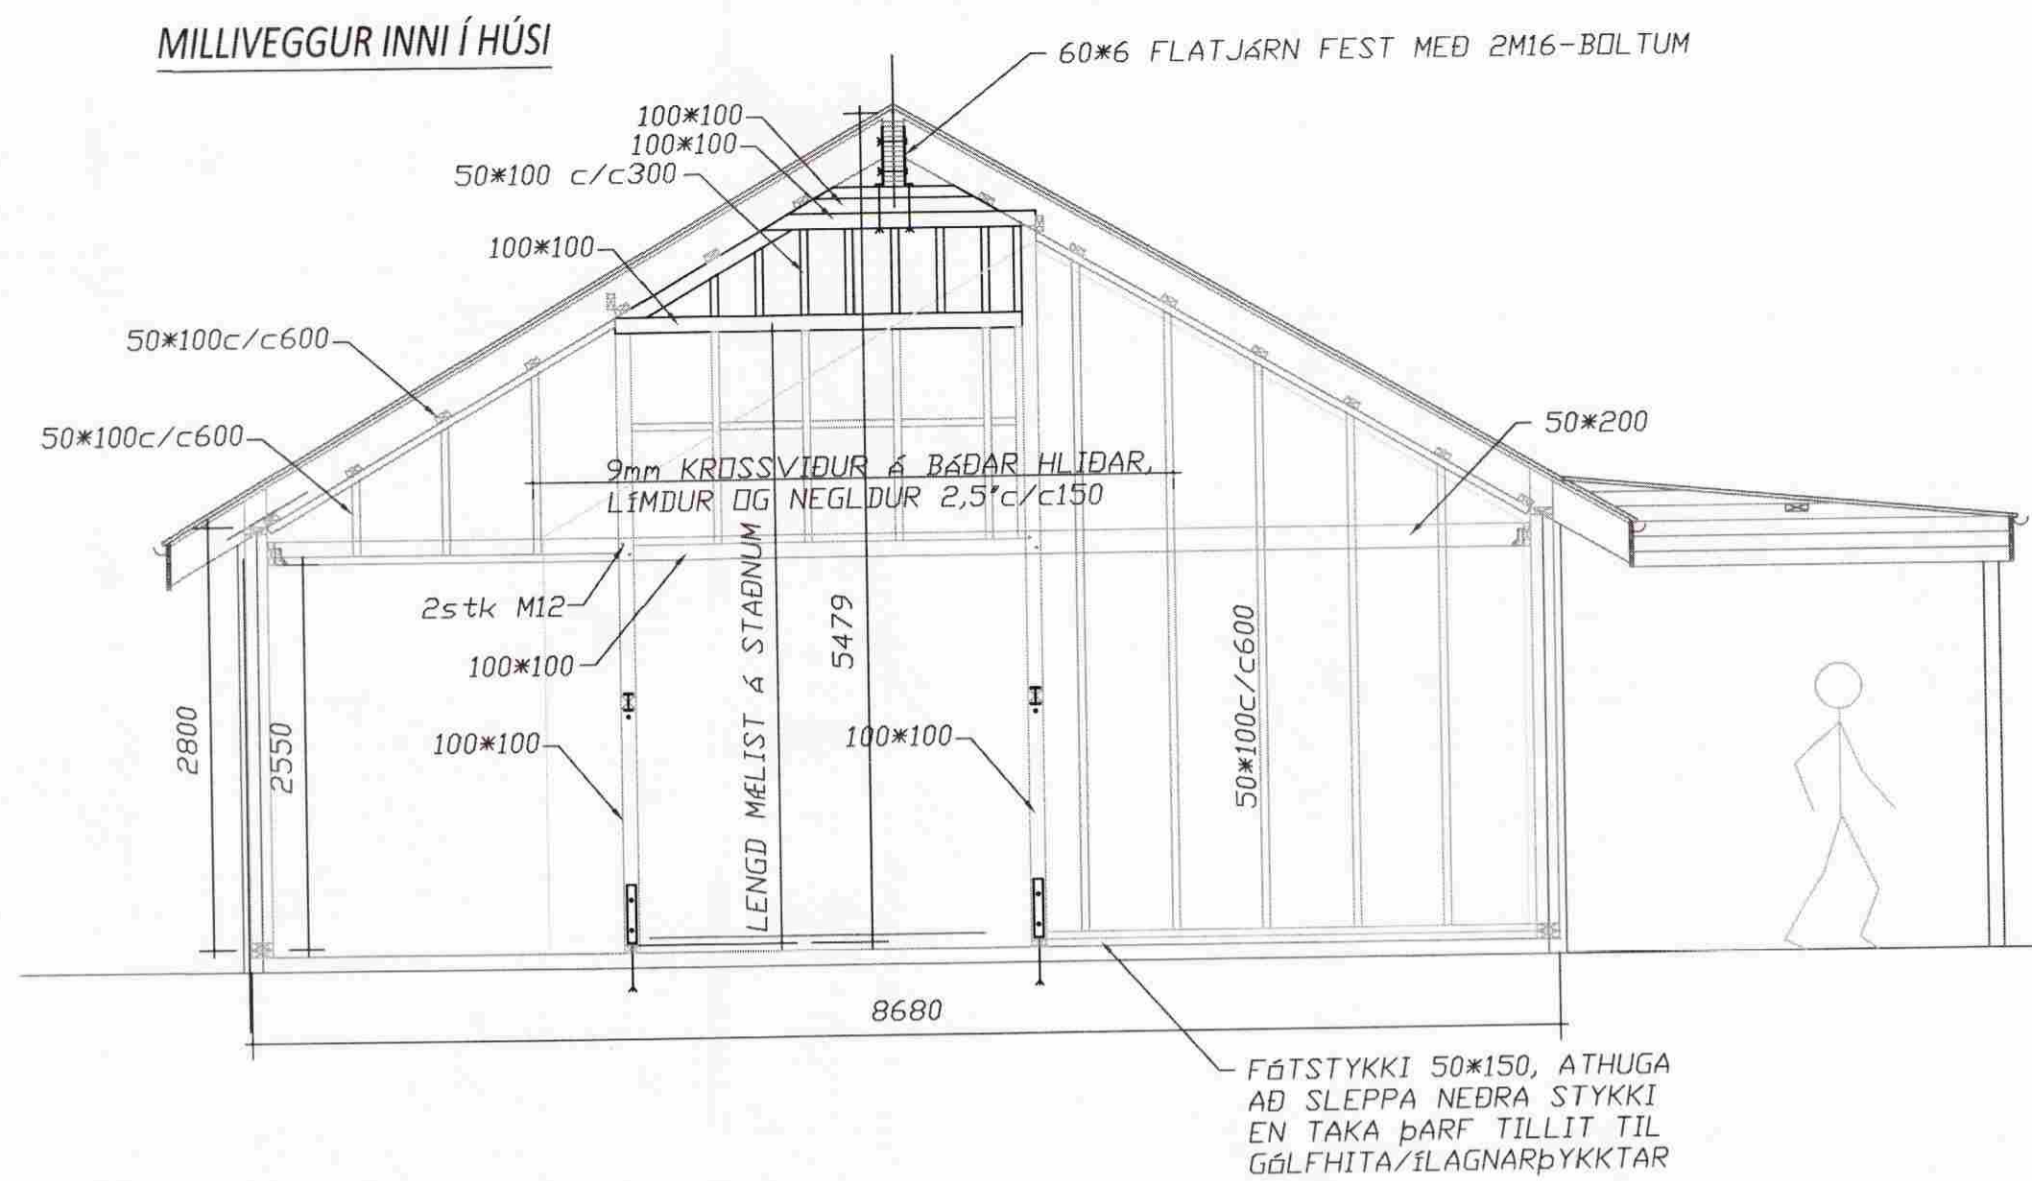 MILLIVEGGUR INNI Í HÚSI
60*6 FLATJÁRN FEST MEÐ 2M16-BOLTUM
100*100
100*100
50*100 c/c300
100*100
50*100c/c600
50*100c/c600
50*200
9mm KROSSVIÐUR Á BÁÐAR HLIÐAR,
LÍMDUR OG NEGLDUR 2,5"c/c150
2stk M12
100*100
100*100
100*100
2800
2550
LENGD MÆLIST Á STAÐNUM
5479
50*100c/c600
8680
FÓTSTYKKI 50*150, ATHUGA
AÐ SLEPPA NEÐRA STYKKI
EN TAKA þARF TILLIT TIL
GÓLFHITA/ÍLAGNARþYKKTAR